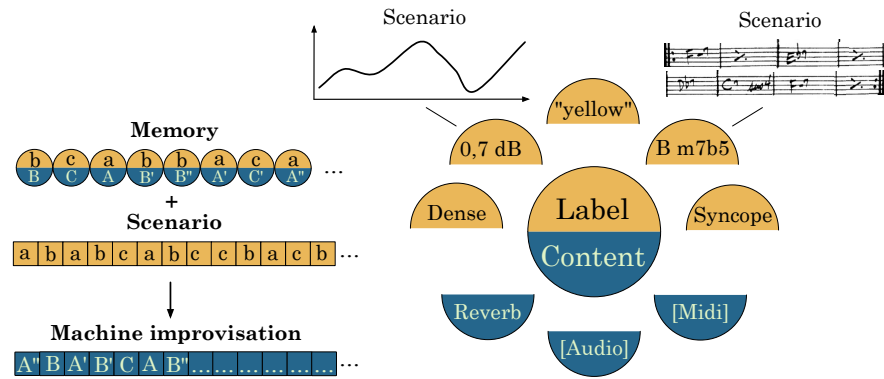 Scenario
Scenario
"yellow"
0,7 dB
B m7b5
Memory
b c a b b a c a
B C A B' B'' A' C' A'' ...
+
Scenario
a b a b c a b c c b a c b ...
Dense
Label
Syncope
Content
Reverb
[Midi]
[Audio]
Machine improvisation
A'' B A' B' C A B'' ... ... ... ... ... ... ...